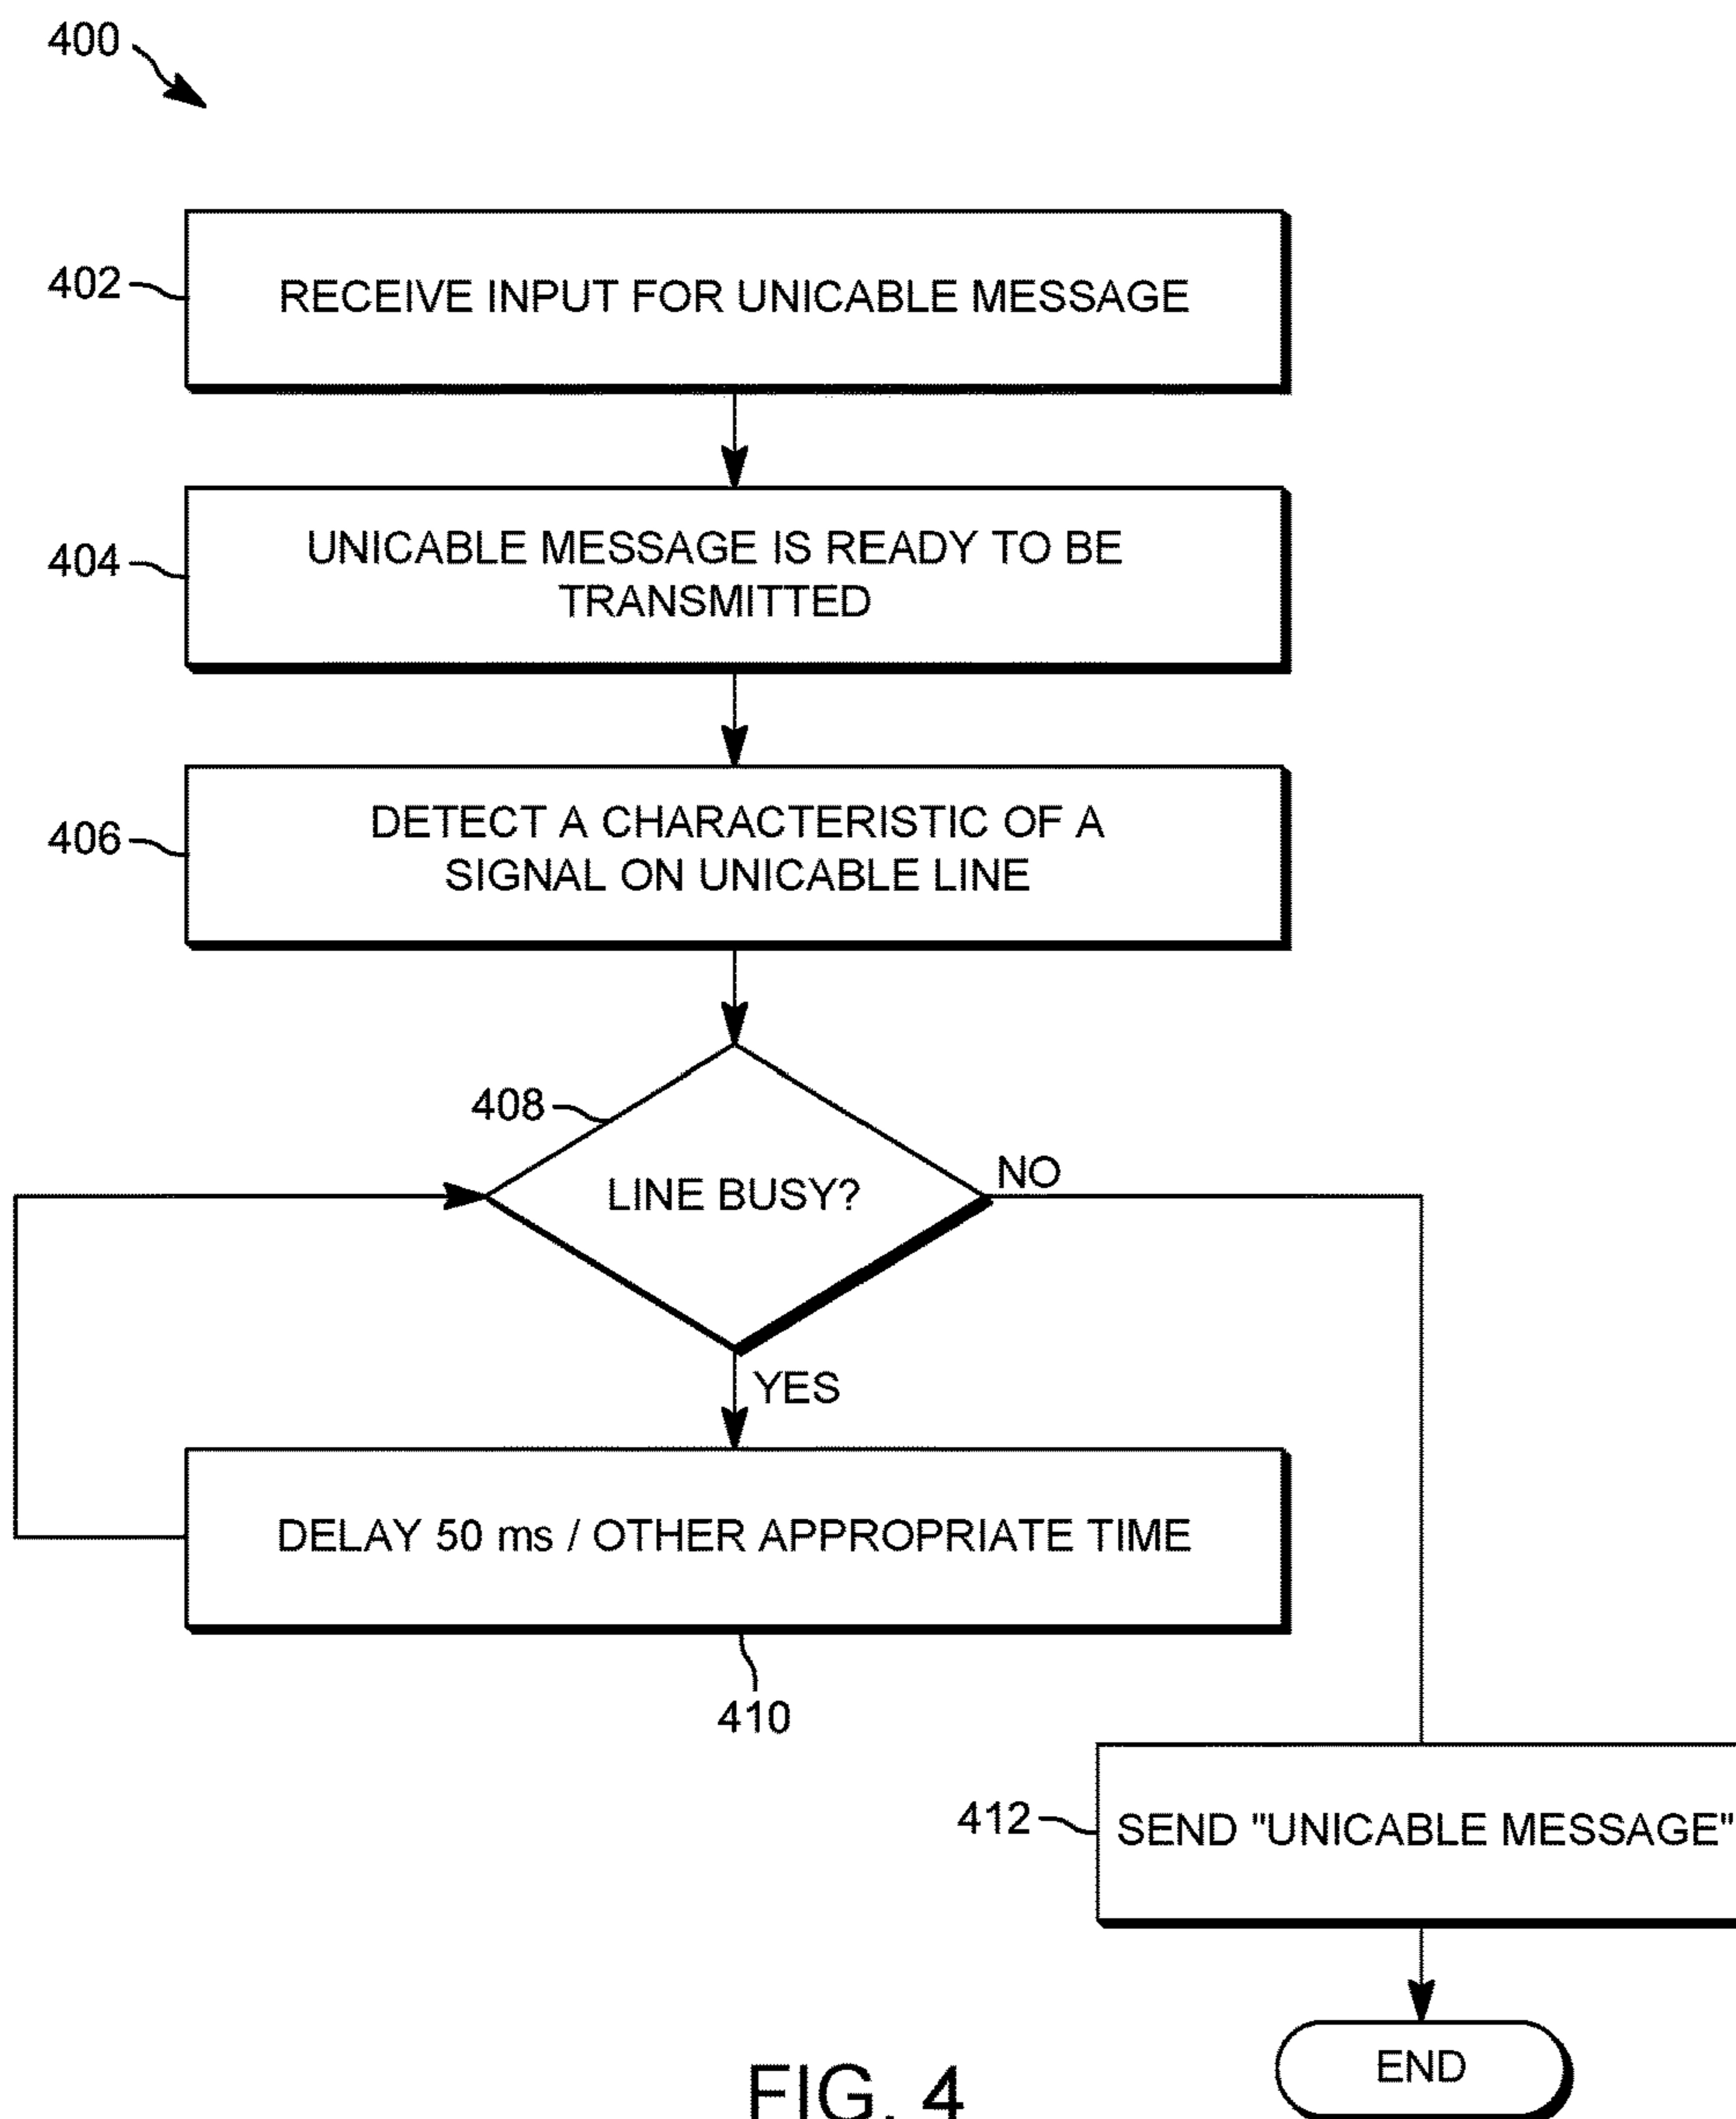 400
402
RECEIVE INPUT FOR UNICABLE MESSAGE
404
UNICABLE MESSAGE IS READY TO BE
TRANSMITTED
406
DETECT A CHARACTERISTIC OF A
SIGNAL ON UNICABLE LINE
408
LINE BUSY?
NO
YES
DELAY 50 ms / OTHER APPROPRIATE TIME
410
412
SEND "UNICABLE MESSAGE"
END
FIG. 4